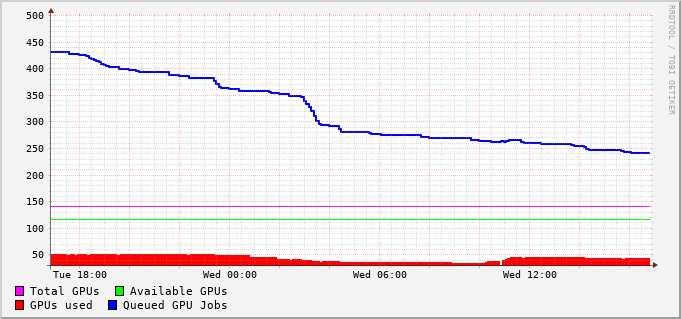 500
450
400
350
300
250
200
150
100
50
Tue 18:00 Wed 00:00 Wed 06:00 Wed 12:00
Total GPUs Available GPUs
GPUs used Queued GPU Jobs
RRDTOOL / TOBI OETIKER